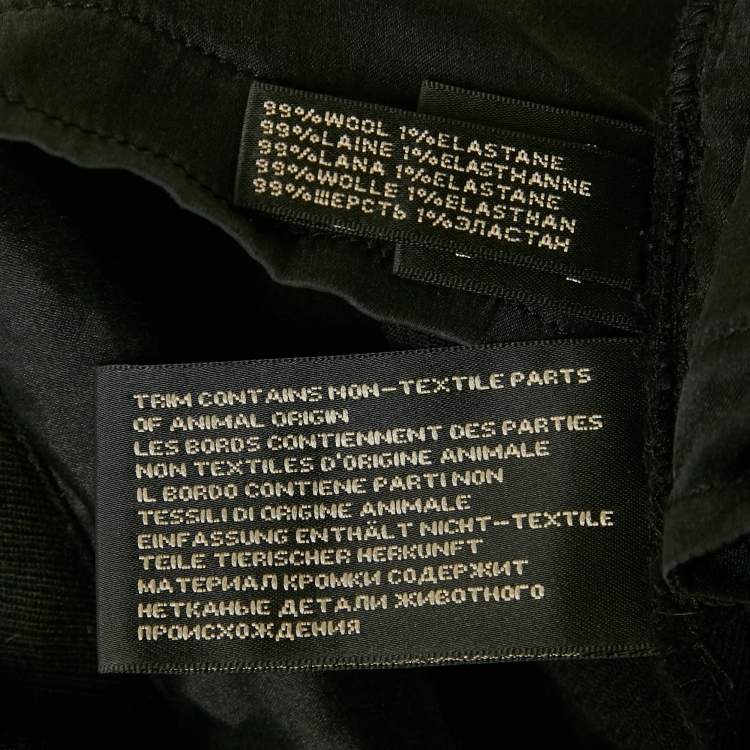 99%WOOL 1%ELASTANE
99%LAINE 1%ELASTHANNE
99%LANA 1%ELASTANE
99%WOLLE 1%ELASTHAN
99%ШЕРСТЬ 1%ЭЛАСТАН
TRIM CONTAINS NON-TEXTILE PARTS
OF ANIMAL ORIGIN
LES BORDS CONTIENNENT DES PARTIES
NON TEXTILES D'ORIGINE ANIMALE
IL BORDO CONTIENE PARTI NON
TESSILI DI ORIGINE ANIMALE
EINFASSUNG ENTHÄLT NICHT-TEXTILE
TEILE TIERISCHER HERKUNFT
МАТЕРИАЛ КРОМКИ СОДЕРЖИТ
НЕТКАНЫЕ ДЕТАЛИ ЖИВОТНОГО
ПРОИСХОЖДЕНИЯ